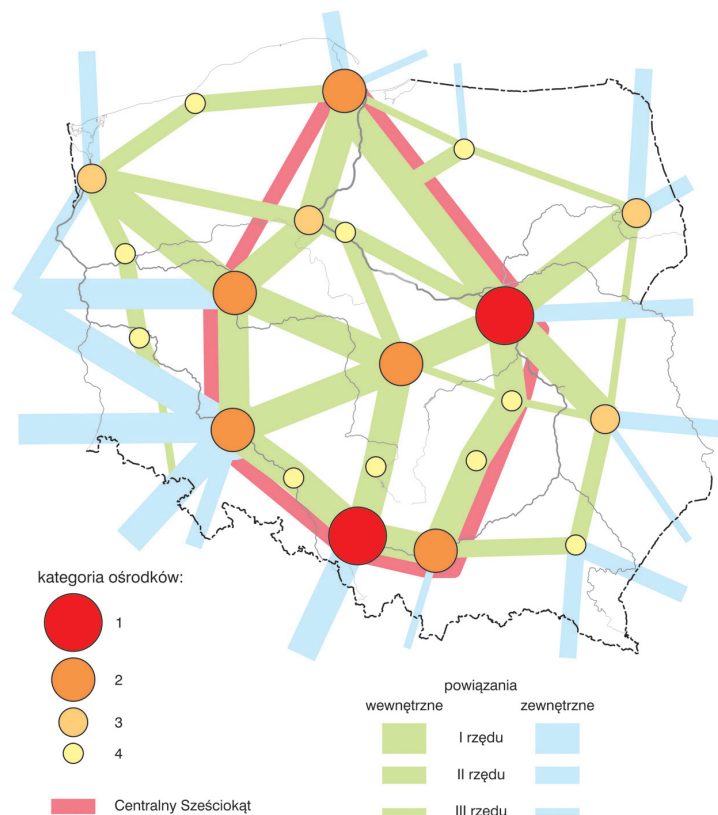 kategoria ośrodków:
1
2
3
4
Centralny Sześciokąt
powiązania
wewnętrzne zewnętrzne
I rzędu
II rzędu
III rzędu